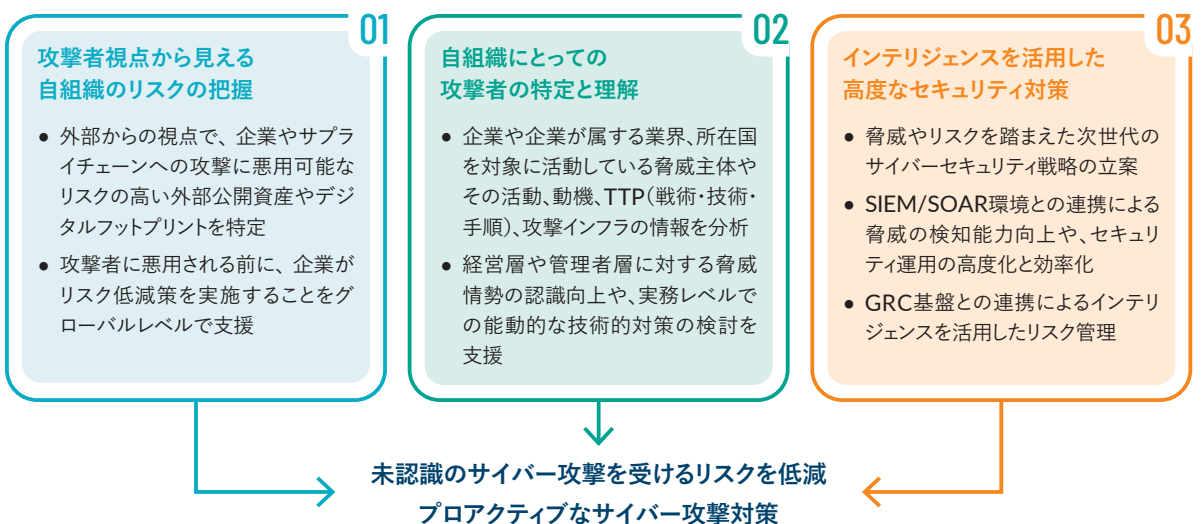 01
攻撃者視点から見える
自組織のリスクの把握
● 外部からの視点で、企業やサプラ
イチェーンへの攻撃に悪用可能な
リスクの高い外部公開資産やデジ
タルフットプリントを特定
● 攻撃者に悪用される前に、企業が
リスク低減策を実施することをグ
ローバルレベルで支援
02
自組織にとっての
攻撃者の特定と理解
● 企業や企業が属する業界、所在国
を対象に活動している脅威主体や
その活動、動機、TTP（戦術・技術・
手順）、攻撃インフラの情報を分析
● 経営層や管理者層に対する脅威
情勢の認識向上や、実務レベルで
の能動的な技術的対策の検討を
支援
03
インテリジェンスを活用した
高度なセキュリティ対策
● 脅威やリスクを踏まえた次世代の
サイバーセキュリティ戦略の立案
● SIEM/SOAR環境との連携による
脅威の検知能力向上や、セキュリ
ティ運用の高度化と効率化
● GRC基盤との連携によるインテリ
ジェンスを活用したリスク管理
未認識のサイバー攻撃を受けるリスクを低減
プロアクティブなサイバー攻撃対策